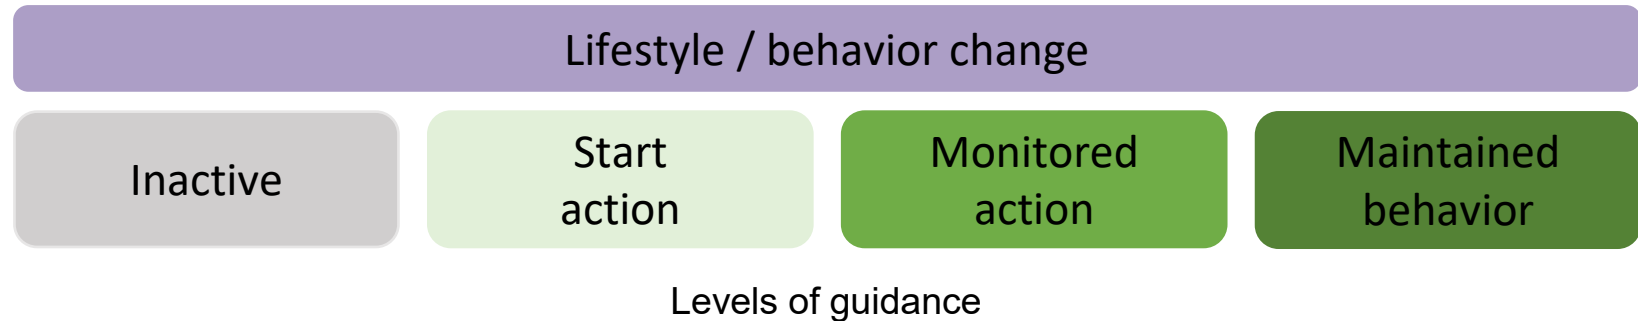 Lifestyle / behavior change
Inactive
Start
action
Monitored
action
Maintained
behavior
Levels of guidance